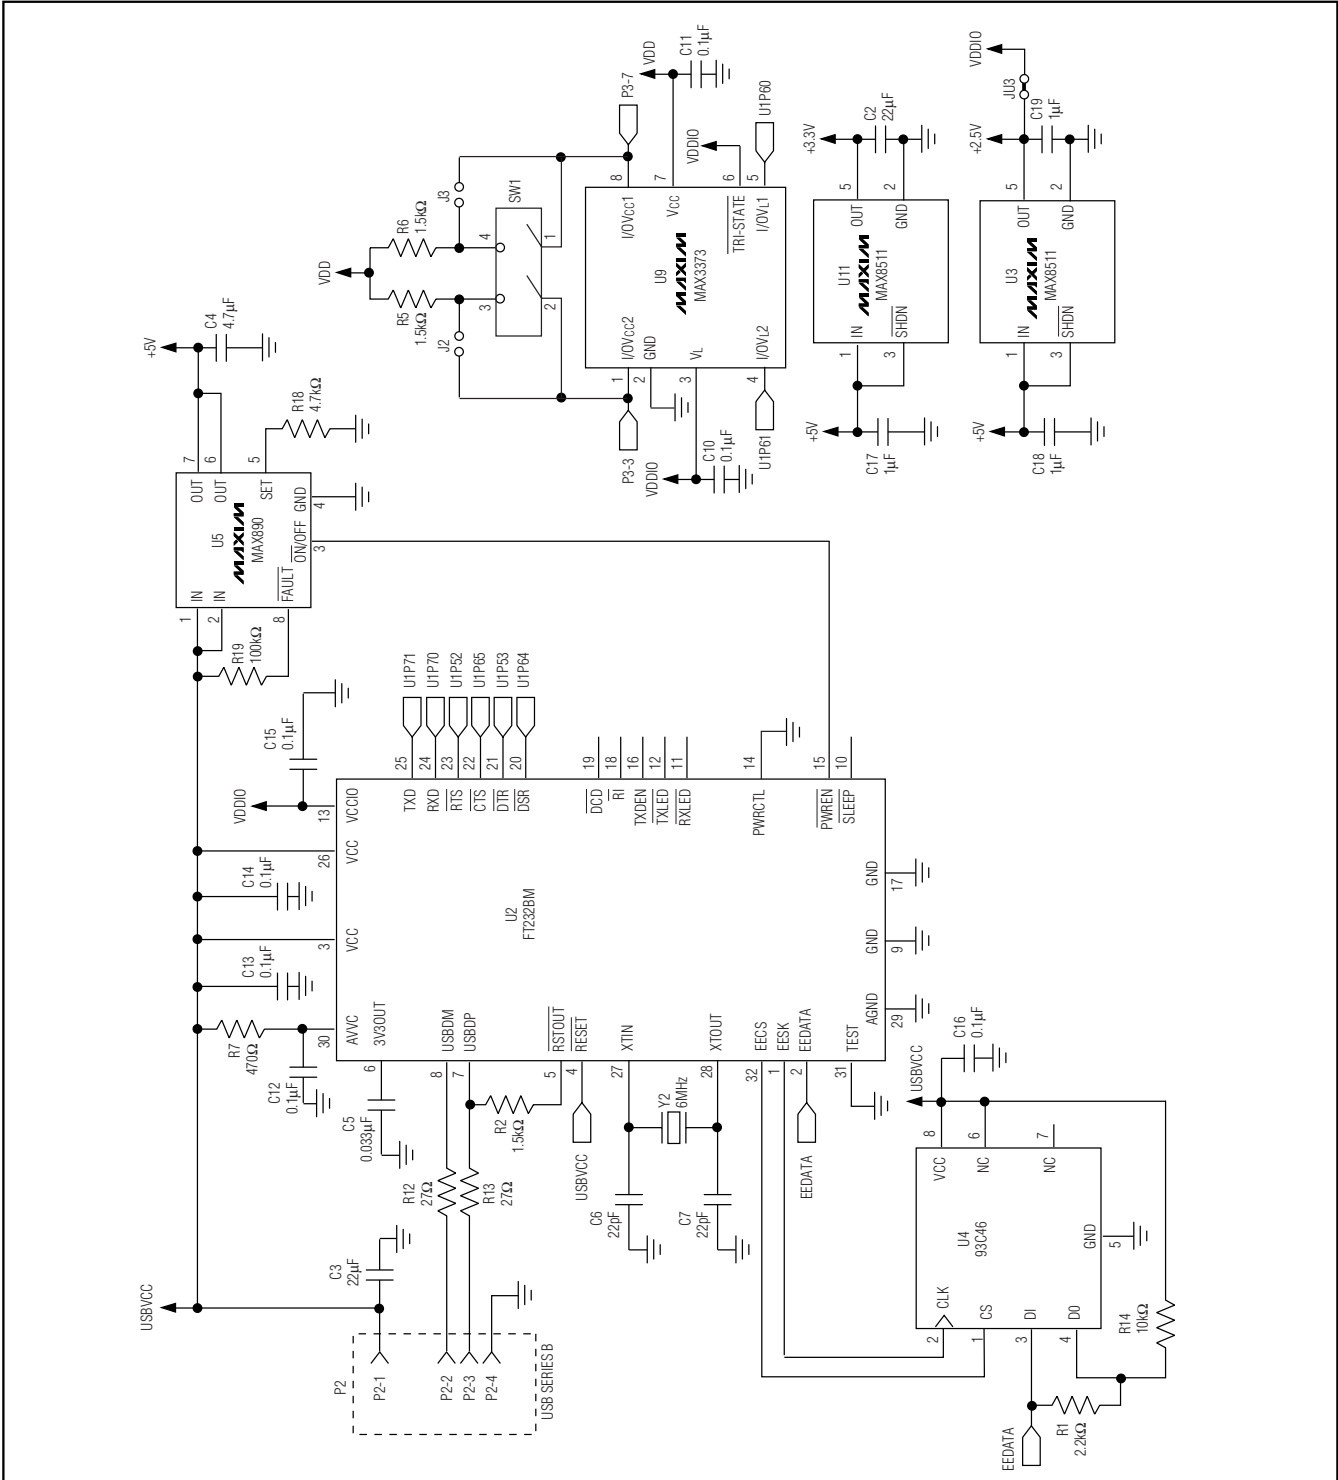 USBVCC
P2
P2-1
P2-2
P2-3
P2-4
USB SERIES B
C3
22µF
R12
27Ω
R13
27Ω
R7
470Ω
C12
0.1µF
C13
0.1µF
C14
0.1µF
VDDIO
C15
0.1µF
C5
0.033µF
R2
1.5kΩ
USBVCC
C6
22pF
C7
22pF
Y2
6MHz
EEDATA
U2
FT232BM
30
AVVC
3
VCC
26
VCC
13
VCCIO
6
3V3OUT
8
USBDM
7
USBDP
5
RSTOUT
4
RESET
27
XTIN
28
XTOUT
32
EECS
1
EESK
2
EEDATA
31
TEST
AGND
29
GND
9
GND
17
TXD
25
U1P71
RXD
24
U1P70
RTS
23
U1P52
CTS
22
U1P65
DTR
21
U1P53
DSR
20
U1P64
DCD
19
RI
18
TXDEN
16
TXLED
12
RXLED
11
PWRCTL
14
PWREN
15
SLEEP
10
USBVCC
C16
0.1µF
U4
93C46
8
VCC
6
NC
7
NC
GND
5
2
CLK
1
CS
3
DI
4
DO
R14
10kΩ
R1
2.2kΩ
EEDATA
R19
100kΩ
U5
MAXIM
MAX890
1
IN
2
IN
8
FAULT
OUT
7
OUT
6
SET
5
GND
4
ON/OFF
3
+5V
C4
4.7µF
R18
4.7kΩ
VDD
R5
1.5kΩ
R6
1.5kΩ
J2
J3
SW1
3
4
2
1
P3-3
P3-7
VDD
C11
0.1µF
VDDIO
C10
0.1µF
VDDIO
U9
MAXIM
MAX3373
1
I/OVCC2
2
GND
3
VL
4
I/OVL2
U1P61
8
I/OVCC1
7
VCC
6
TRI-STATE
5
I/OVL1
U1P60
+5V
C17
1µF
U11
MAXIM
MAX8511
1
IN
3
SHDN
5
OUT
2
GND
+3.3V
C2
22µF
+5V
C18
1µF
U3
MAXIM
MAX8511
1
IN
3
SHDN
5
OUT
2
GND
+2.5V
C19
1µF
JU3
VDDIO